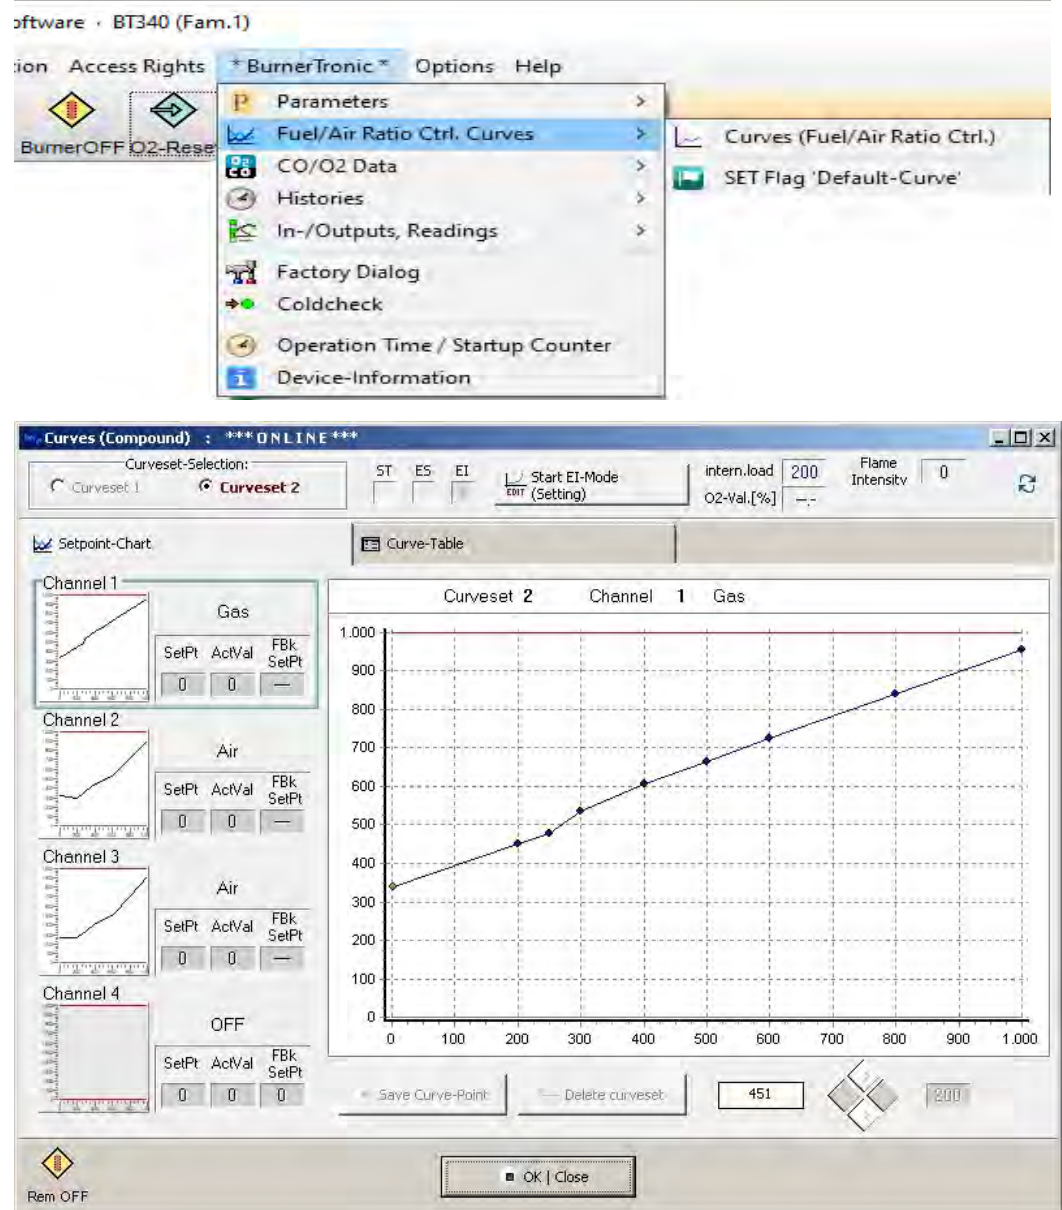 oftware · BT340 (Fam.1)
ion Access Rights * BurnerTronic * Options Help
BurnerOFF O2-Rese
Parameters >
Fuel/Air Ratio Ctrl. Curves >
CO/O2 Data >
Histories >
In-/Outputs, Readings >
Factory Dialog
Coldcheck
Operation Time / Startup Counter
Device-Information
Curves (Fuel/Air Ratio Ctrl.)
SET Flag 'Default-Curve'
Curves (Compound) : ***ONLINE***
Curveset-Selection:
Curveset 1 Curveset 2
ST ES EI
EDIT Start EI-Mode
(Setting)
intern.load 200
O2-Val.[%] --.-
Flame
Intensity 0
Setpoint-Chart
Curve-Table
Channel 1
Gas
SetPt ActVal FBk
SetPt
0 0 ---
Channel 2
Air
SetPt ActVal FBk
SetPt
0 0 ---
Channel 3
Air
SetPt ActVal FBk
SetPt
0 0 ---
Channel 4
OFF
SetPt ActVal FBk
SetPt
0 0 0
Curveset 2 Channel 1 Gas
1.000
900
800
700
600
500
400
300
200
100
0
0 100 200 300 400 500 600 700 800 900 1.000
Save Curve-Point
Delete curveset
451
200
Rem OFF
OK | Close